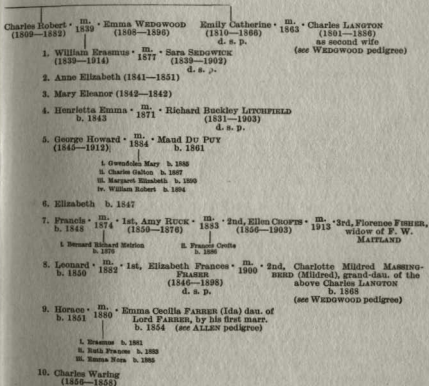 Charles Robert · m. 1839 · Emma WEDGWOOD Emily Catherine · m. 1863 · Charles LANGTON
(1809—1882) (1808—1896) (1810—1866) (1801—1886)
d. s. p. as second wife
(see WEDGWOOD pedigree)
1. William Erasmus · m. 1877 · Sara SEDGWICK
(1839—1914) (1839—1902)
d. s. p.
2. Anne Elizabeth (1841—1851)
3. Mary Eleanor (1842—1842)
4. Henrietta Emma · m. 1871 · Richard Buckley LITCHFIELD
b. 1843 (1831—1903)
d. s. p.
5. George Howard · m. 1884 · Maud DU PUY
(1845—1912) b. 1861
i. Gwendolen Mary b. 1885
ii. Charles Galton b. 1887
iii. Margaret Elizabeth b. 1890
iv. William Robert b. 1894
6. Elizabeth b. 1847
7. Francis · m. 1874 · 1st, Amy RUCK · m. 1883 · 2nd, Ellen CROFTS · m. 1913 · 3rd, Florence FISHER,
b. 1848 (1850—1876) (1856—1903) widow of F. W.
MAITLAND
i. Bernard Richard Meirion ii. Frances Crofts
b. 1876 b. 1886
8. Leonard · m. 1882 · 1st, Elizabeth Frances · m. 1900 · 2nd, Charlotte Mildred MASSING-
b. 1850 FRASER BERD (Mildred), grand-dau. of the
(1846—1898) above Charles LANGTON
d. s. p. b. 1868
(see WEDGWOOD pedigree)
9. Horace · m. 1880 · Emma Cecilia FARRER (Ida) dau. of
b. 1851 Lord FARRER, by his first marr.
b. 1854 (see ALLEN pedigree)
i. Erasmus b. 1881
ii. Ruth Frances b. 1883
iii. Emma Nora b. 1885
10. Charles Waring
(1856—1858)